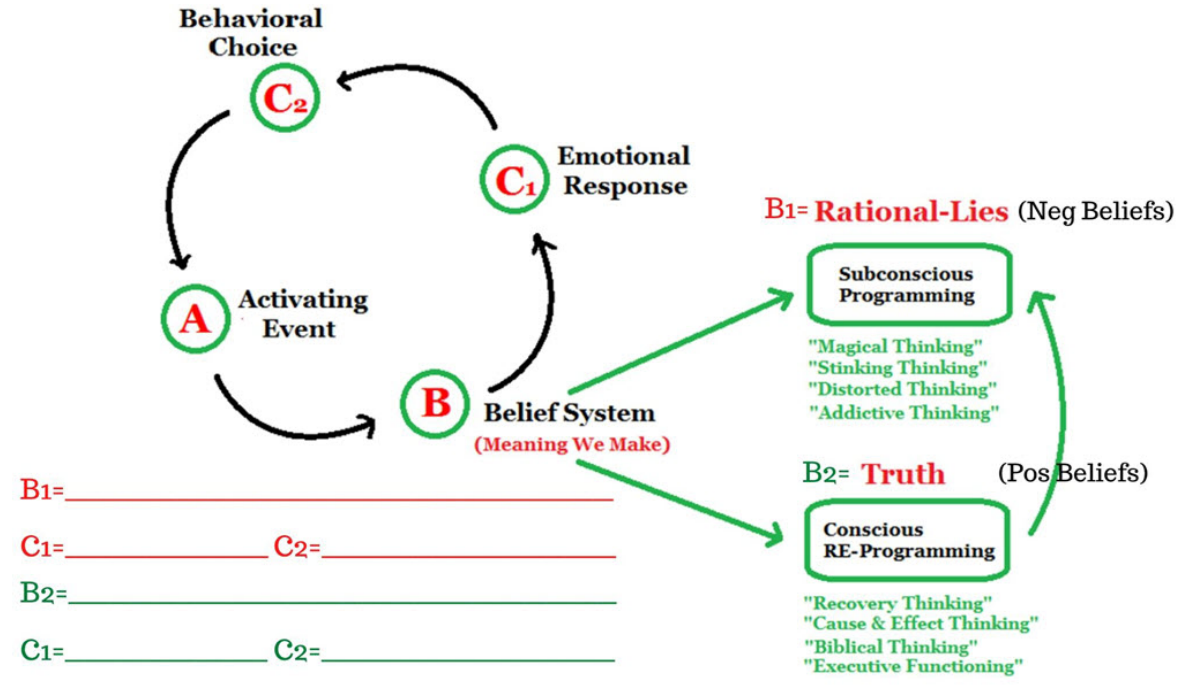 Behavioral
Choice
C2
C1
Emotional
Response
A
Activating
Event
B
Belief System
(Meaning We Make)
B1= Rational-Lies (Neg Beliefs)
Subconscious
Programming
"Magical Thinking"
"Stinking Thinking"
"Distorted Thinking"
"Addictive Thinking"
B2= Truth (Pos Beliefs)
Conscious
RE-Programming
"Recovery Thinking"
"Cause & Effect Thinking"
"Biblical Thinking"
"Executive Functioning"
B1=
C1= C2=
B2=
C1= C2=